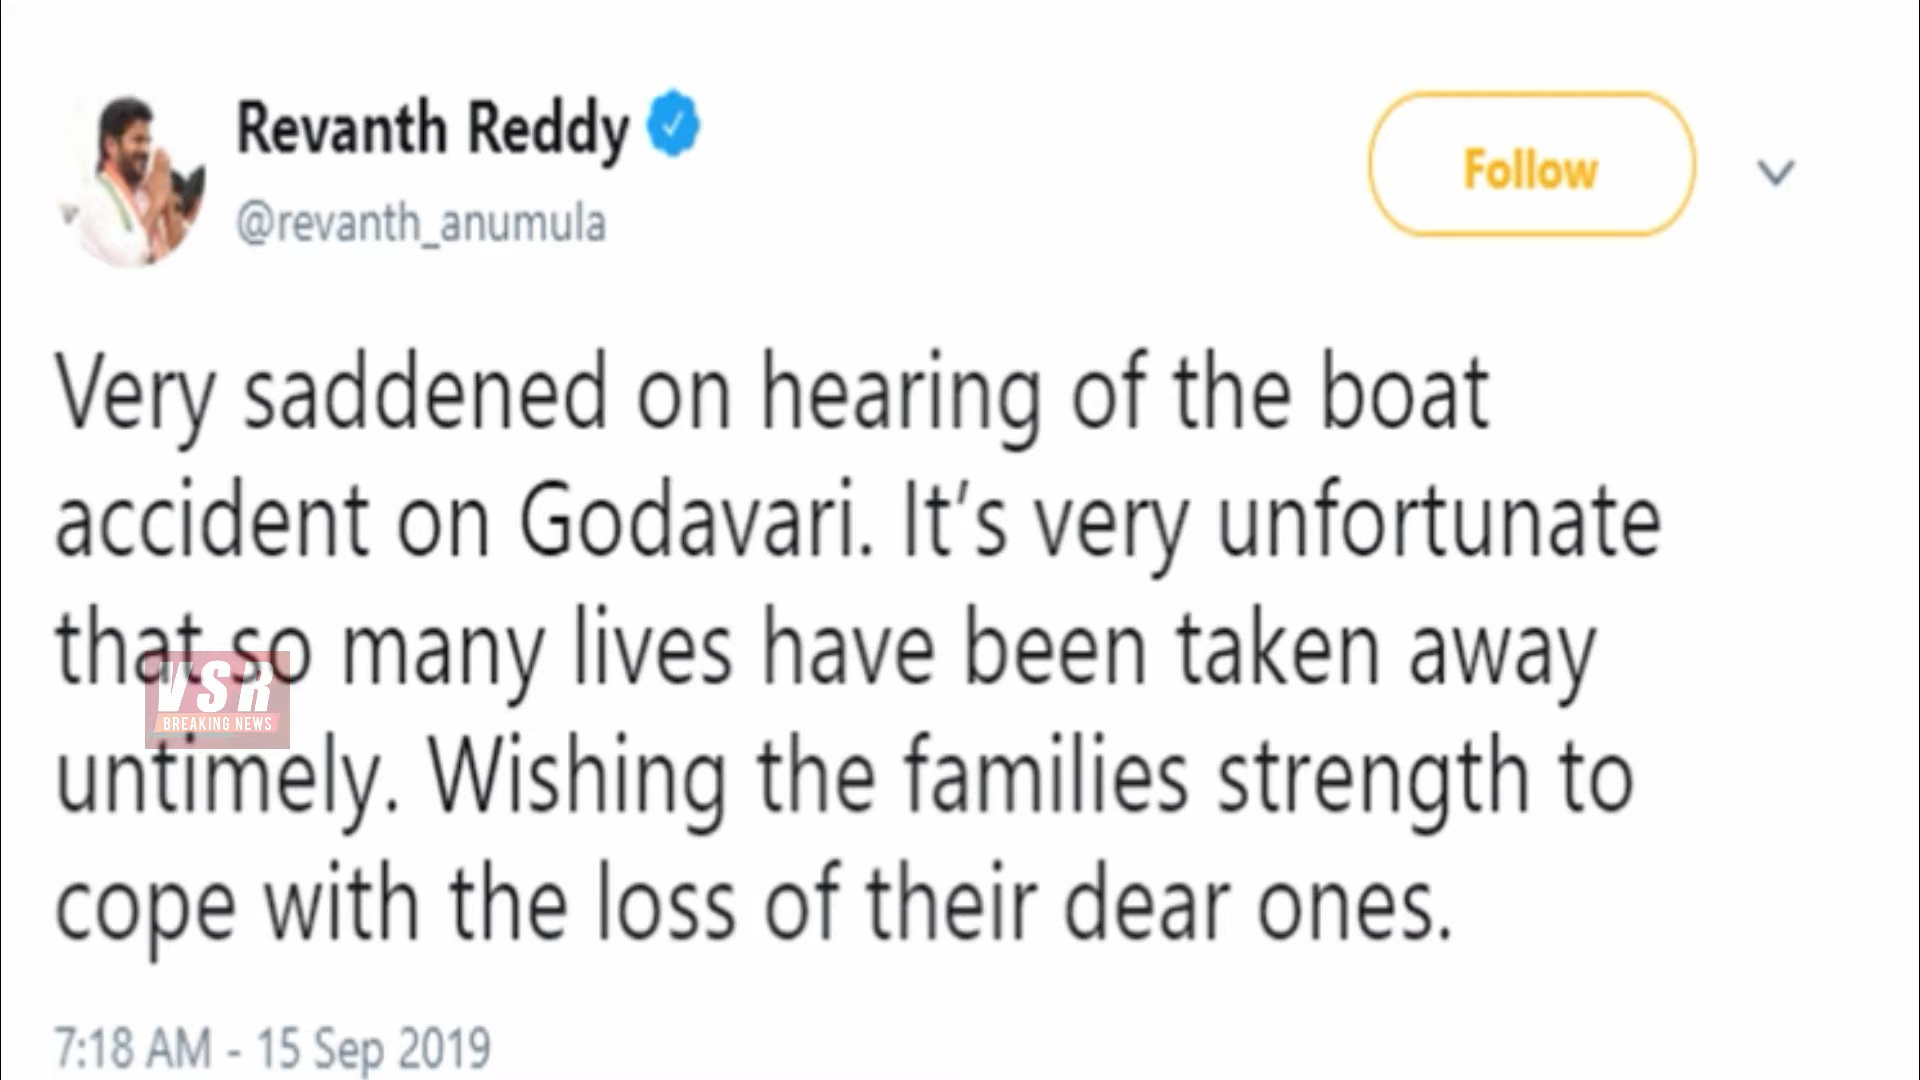 Revanth Reddy
@revanth_anumula
Follow
Very saddened on hearing of the boat
accident on Godavari. It's very unfortunate
that so many lives have been taken away
VSR
BREAKING NEWS
untimely. Wishing the families strength to
cope with the loss of their dear ones.
7:18 AM - 15 Sep 2019